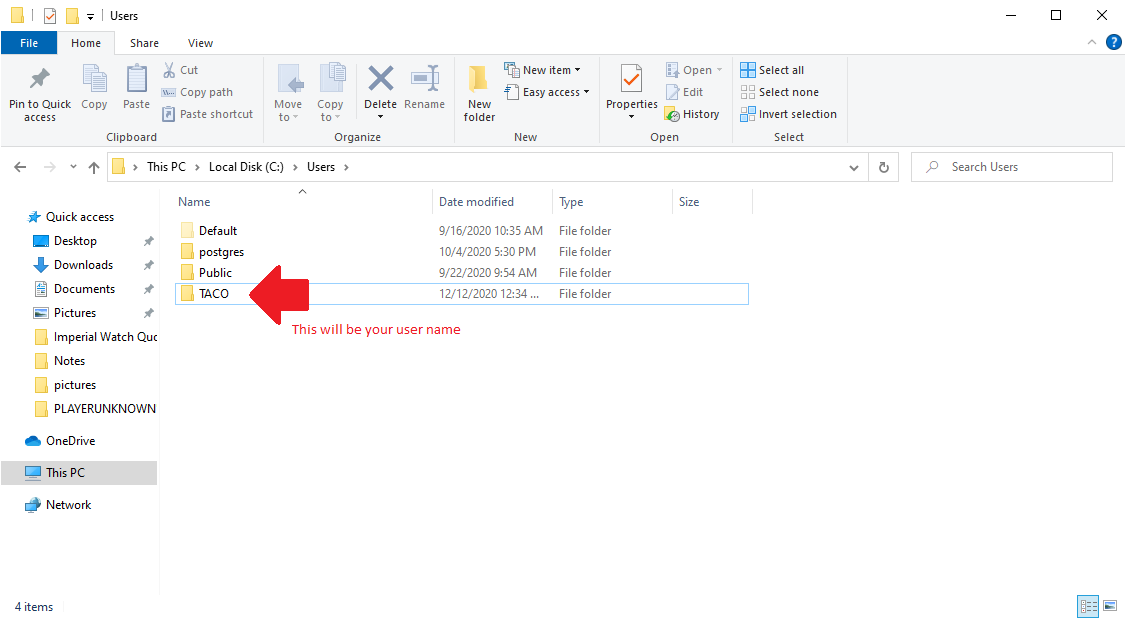 Users
File Home Share View
Pin to Quick access
Copy
Paste
Cut
Copy path
Paste shortcut
Clipboard
Move to
Copy to
Delete
Rename
Organize
New folder
New item
Easy access
New
Properties
Open
Edit
History
Open
Select all
Select none
Invert selection
Select
This PC Local Disk (C:) Users
Search Users
Name Date modified Type Size
Default 9/16/2020 10:35 AM File folder
postgres 10/4/2020 5:30 PM File folder
Public 9/22/2020 9:54 AM File folder
TACO 12/12/2020 12:34 ... File folder
This will be your user name
Quick access
Desktop
Downloads
Documents
Pictures
Imperial Watch Quo
Notes
pictures
PLAYERUNKNOWN
OneDrive
This PC
Network
4 items